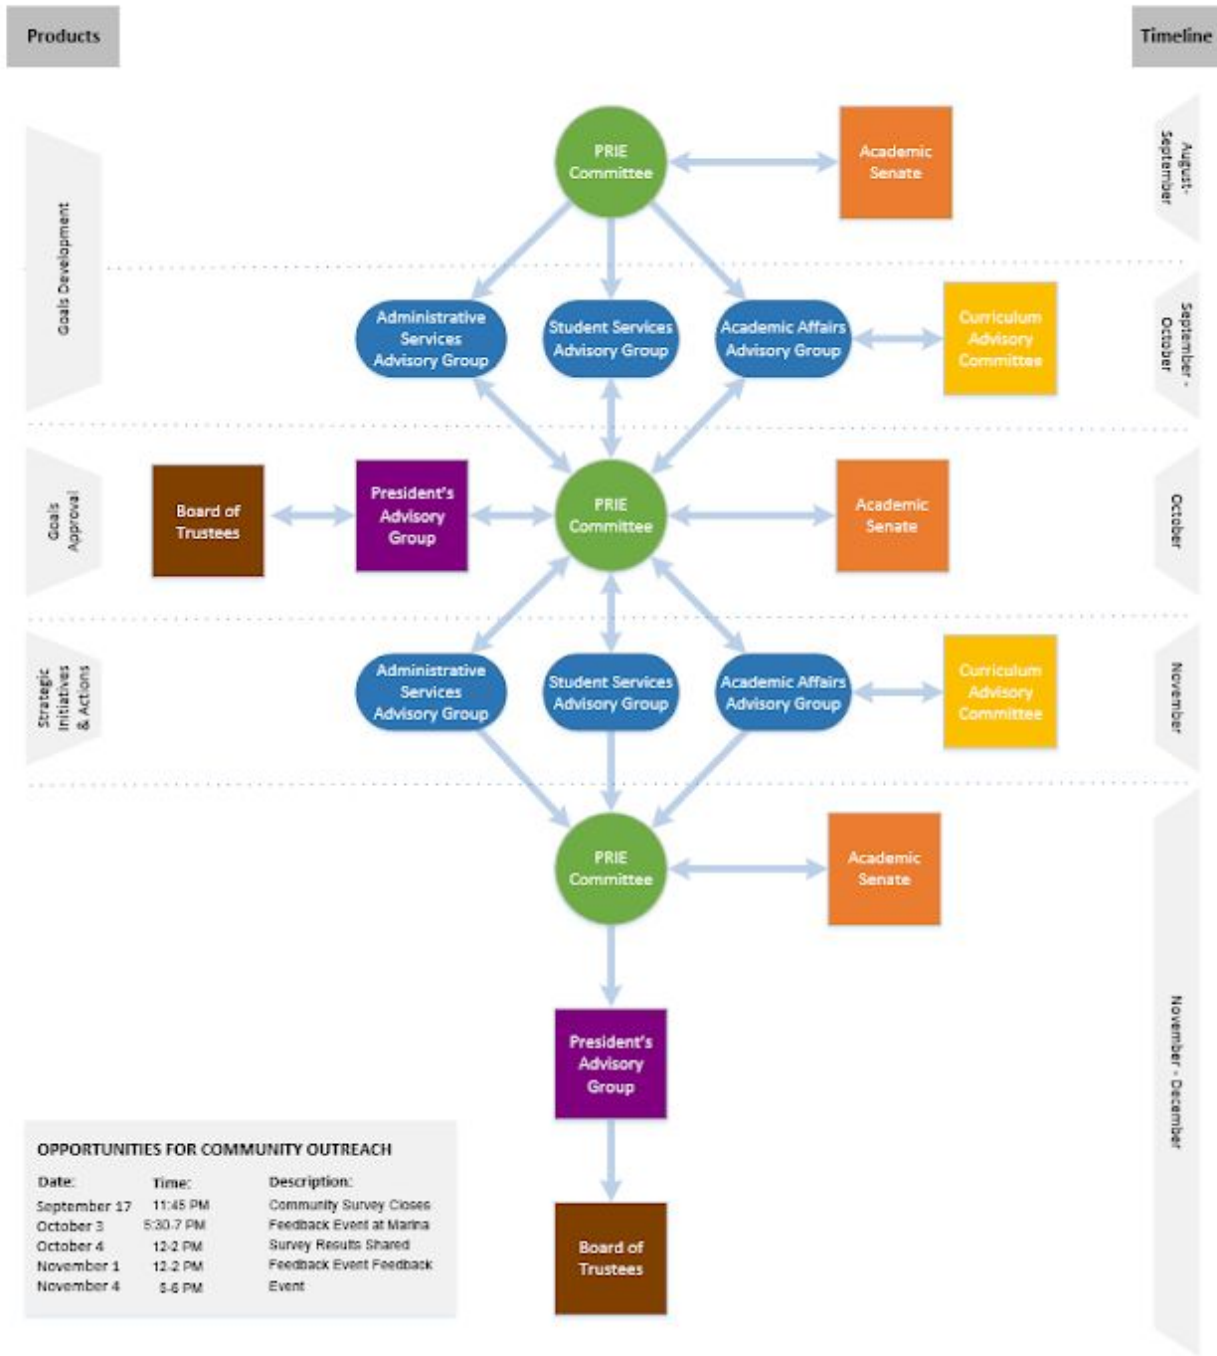 Products
Timeline
PRIE
Committee
Academic
Senate
August-
September
Goals Development
Administrative
Services
Advisory Group
Student Services
Advisory Group
Academic Affairs
Advisory Group
Curriculum
Advisory
Committee
September -
October
Goals
Approval
Board of
Trustees
President's
Advisory
Group
PRIE
Committee
Academic
Senate
October
Strategic
Initiatives
& Actions
Administrative
Services
Advisory Group
Student Services
Advisory Group
Academic Affairs
Advisory Group
Curriculum
Advisory
Committee
November
PRIE
Committee
Academic
Senate
President's
Advisory
Group
November - December
Board of
Trustees
OPPORTUNITIES FOR COMMUNITY OUTREACH
Date: Time: Description:
September 17 11:45 PM Community Survey Closes
October 3 5:30-7 PM Feedback Event at Marina
October 4 12-2 PM Survey Results Shared
November 1 12-2 PM Feedback Event Feedback
November 4 5-6 PM Event